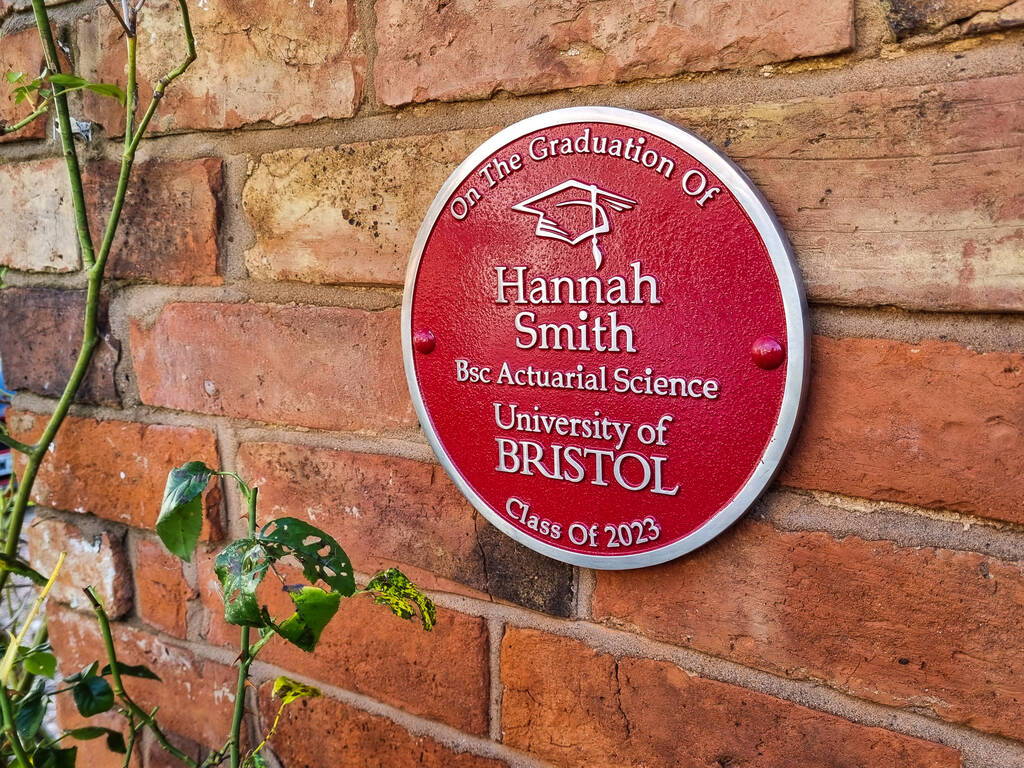 On The Graduation Of
Hannah
Smith
Bsc Actuarial Science
University of
BRISTOL
Class Of 2023